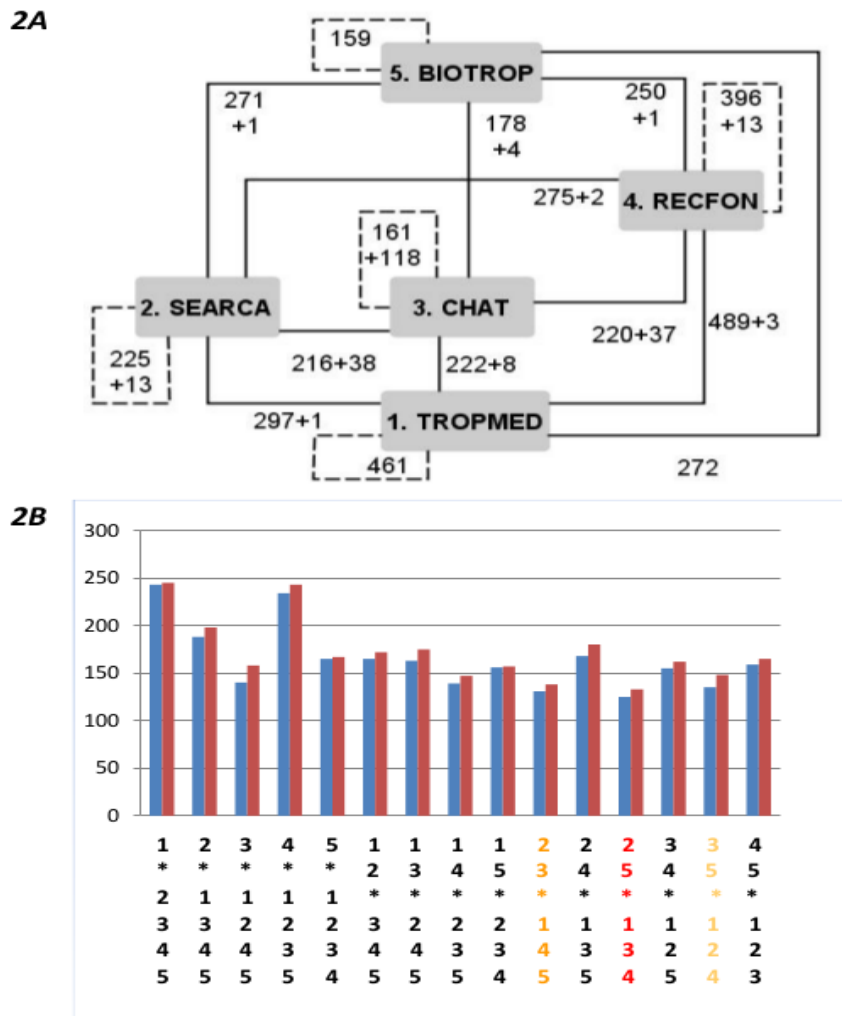 2A
159
5. BIOTROP
271
+1
178
+4
250
+1
396
+13
275+2
4. RECFON
161
+118
2. SEARCA
3. CHAT
225
+13
216+38
222+8
220+37
489+3
297+1
1. TROPMED
461
272
2B
300
250
200
150
100
50
0
1 2 3 4 5 1 1 1 1 2 2 2 3 3 4
* * * * * 2 3 4 5 3 4 5 4 5 5
2 1 1 1 1 * * * * * * * * * *
3 3 2 2 2 3 2 2 2 1 1 1 1 1 1
4 4 4 3 3 4 4 3 3 4 3 3 2 2 2
5 5 5 5 4 5 5 5 4 5 5 4 5 4 3